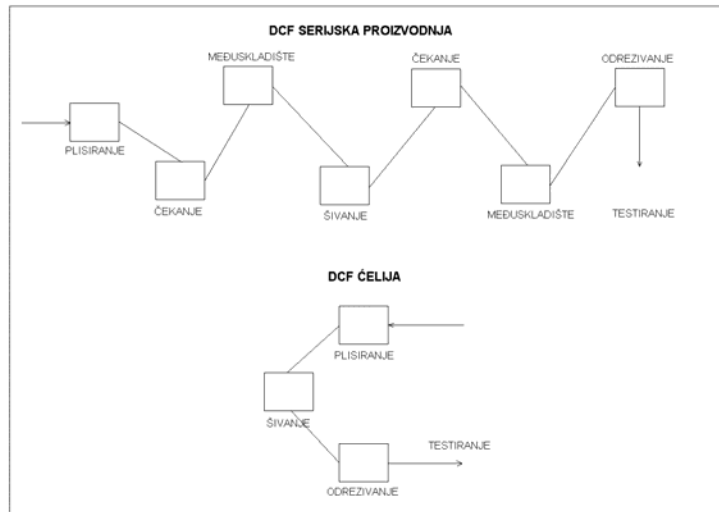 DCF SERIJSKA PROIZVODNJA
MEĐUSKLADIŠTE
ČEKANJE
ODREZIVANJE
PLISIRANJE
ČEKANJE
ŠIVANJE
MEĐUSKLADIŠTE
TESTIRANJE
DCF ĆELIJA
PLISIRANJE
ŠIVANJE
TESTIRANJE
ODREZIVANJE